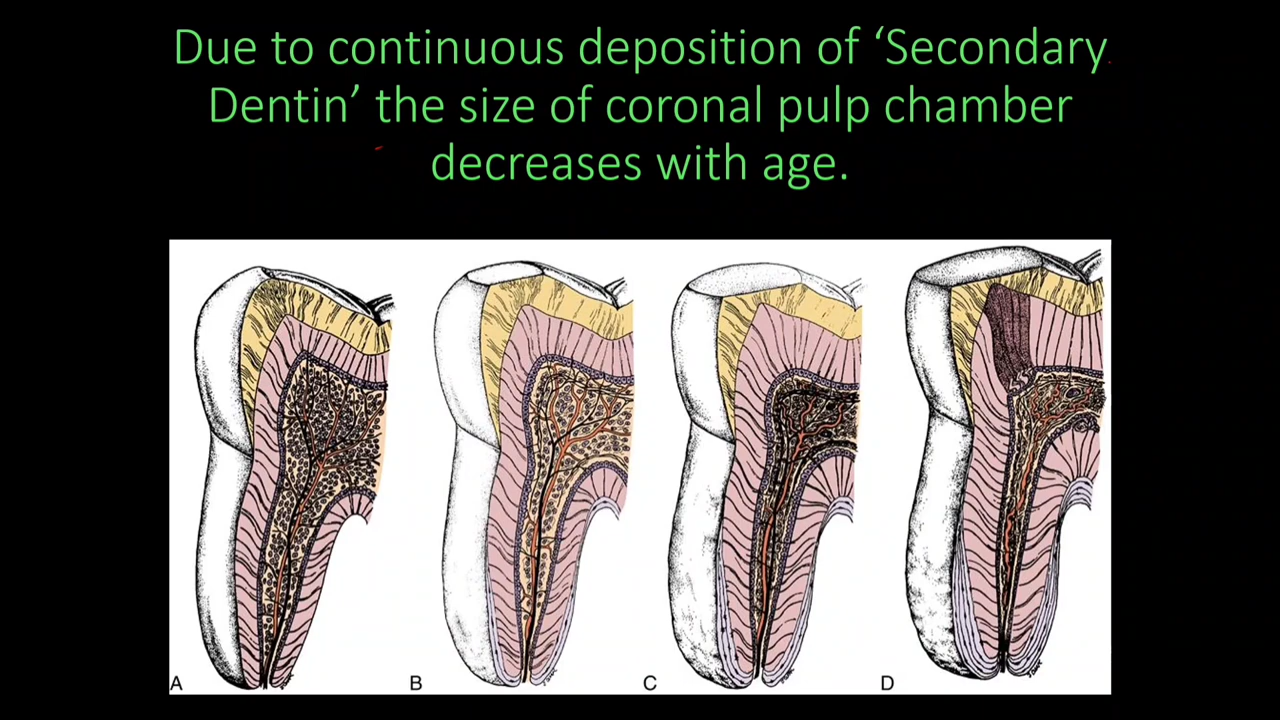 Due to continuous deposition of ‘Secondary
Dentin’ the size of coronal pulp chamber
decreases with age.
A
B
C
D